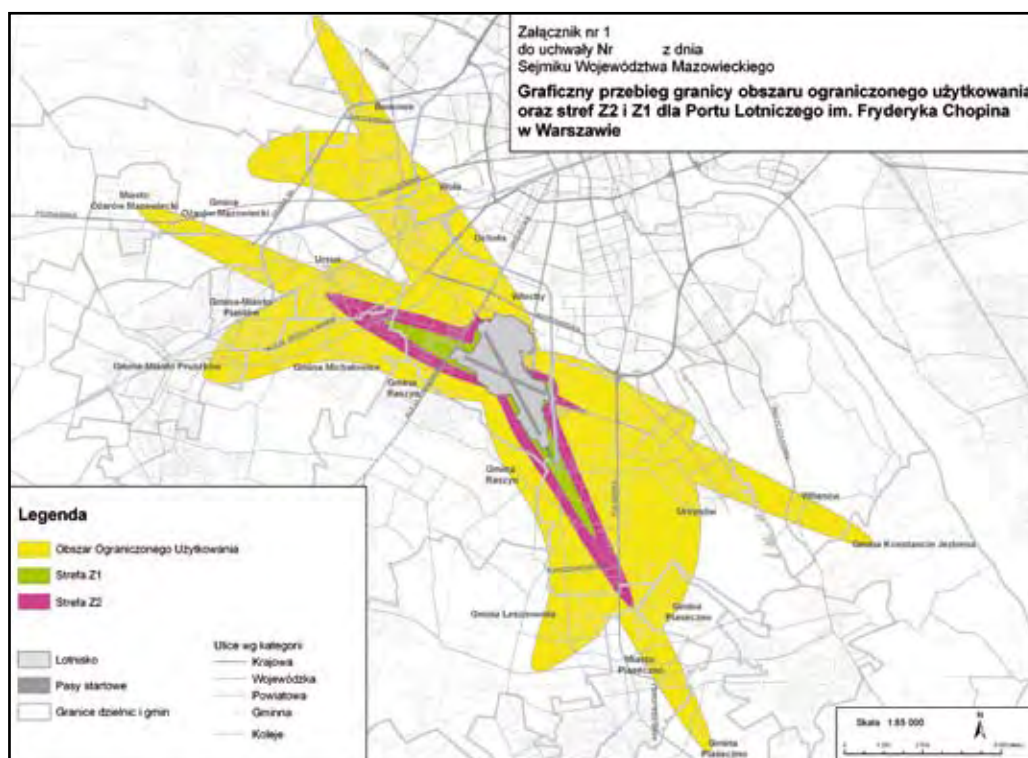 Załącznik nr 1
do uchwały Nr z dnia
Sejmiku Województwa Mazowieckiego
Graficzny przebieg granicy obszaru ograniczonego użytkowania
oraz stref Z2 i Z1 dla Portu Lotniczego im. Fryderyka Chopina
w Warszawie
Bemowo
Wola
Miasto
Ożarów Mazowiecki
Gmina
Ożarów Mazowiecki
Ochota
Ursus
Włochy
Gmina-Miasto
Piastów
Gmina-Miasto Pruszków
Gmina Michałowice
Gmina
Raszyn
Gmina
Raszyn
Ursynów
Wilanów
Gmina Konstancin Jeziorna
Gmina Lesznowola
Gmina
Piaseczno
Miasto
Piaseczno
Gmina
Piaseczno
Legenda
Obszar Ograniczonego Użytkowania
Strefa Z1
Strefa Z2
Lotnisko
Pasy startowe
Granice dzielnic i gmin
Ulice wg kategorii
Krajowa
Wojewódzka
Powiatowa
Gminna
Koleje
Skala 1:85 000
N